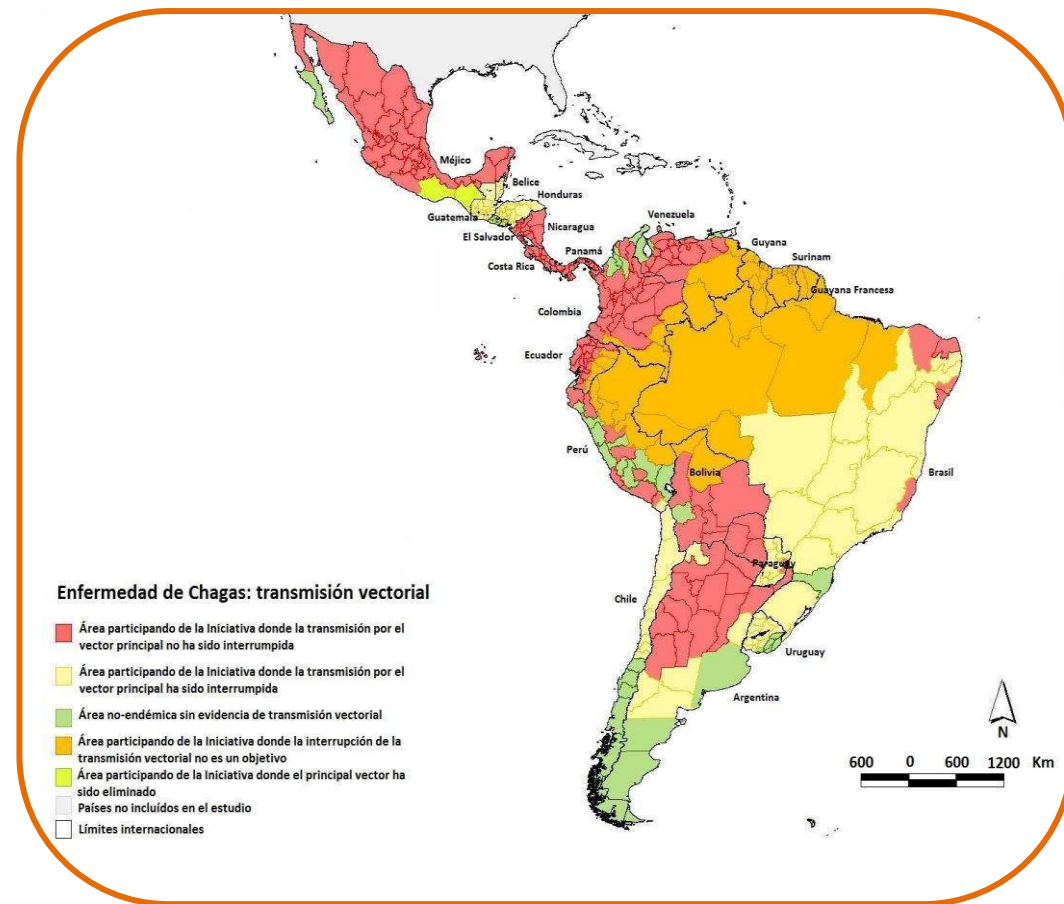 Méjico
Belice
Honduras
Guatemala
Nicaragua
El Salvador
Venezuela
Panamá
Guyana
Costa Rica
Surinam
Guayana Francesa
Colombia
Ecuador
Perú
Bolivia
Brasil
Paraguay
Chile
Uruguay
Argentina
Enfermedad de Chagas: transmisión vectorial
Área participando de la Iniciativa donde la transmisión por el
vector principal no ha sido interrumpida
Área participando de la Iniciativa donde la transmisión por el
vector principal ha sido interrumpida
Área no-endémica sin evidencia de transmisión vectorial
Área participando de la Iniciativa donde la interrupción de la
transmisión vectorial no es un objetivo
Área participando de la Iniciativa donde el principal vector ha
sido eliminado
Países no incluídos en el estudio
Límites internacionales
N
600 0 600 1200 Km